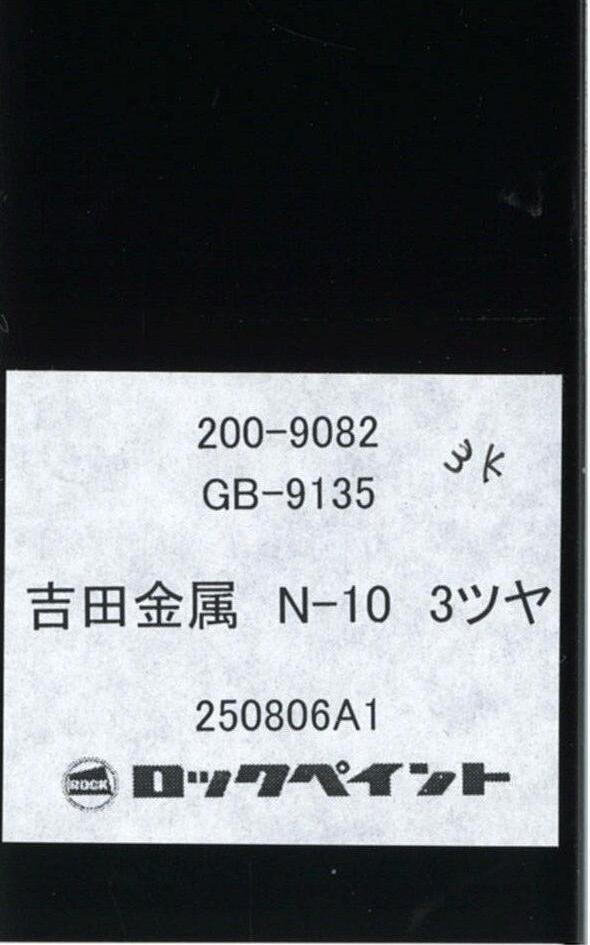 200-9082
3K
GB-9135
吉田金属 N-10 3ツヤ
250806A1
ROCK ロックペイント